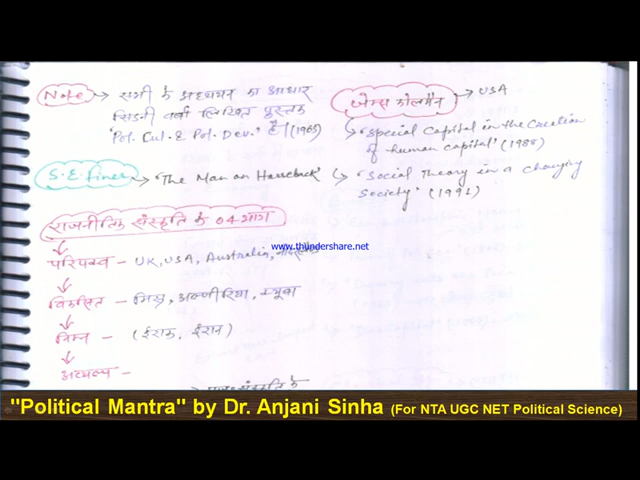 Note → सभी के अध्ययन का आधार
सिडनी वर्बा लिखित पुस्तक
'Pol. Cul. & Pol. Dev.' है। (1965)
S.E. Finer → 'The Man on Horseback'
जेम्स कोलमैन → USA
"Special Capital in the Creation
of human capital" (1988)
"Social Theory in a changing
Society" (1991)
राजनीतिक संस्कृति के 04 भाग
www.thundershare.net
परिपक्व – UK, USA, Australia,
विकसित – मिस्र, अल्जीरिया, क्यूबा
निम्न – (ईराक, ईरान)
अत्यल्प –
"Political Mantra" by Dr. Anjani Sinha (For NTA UGC NET Political Science)